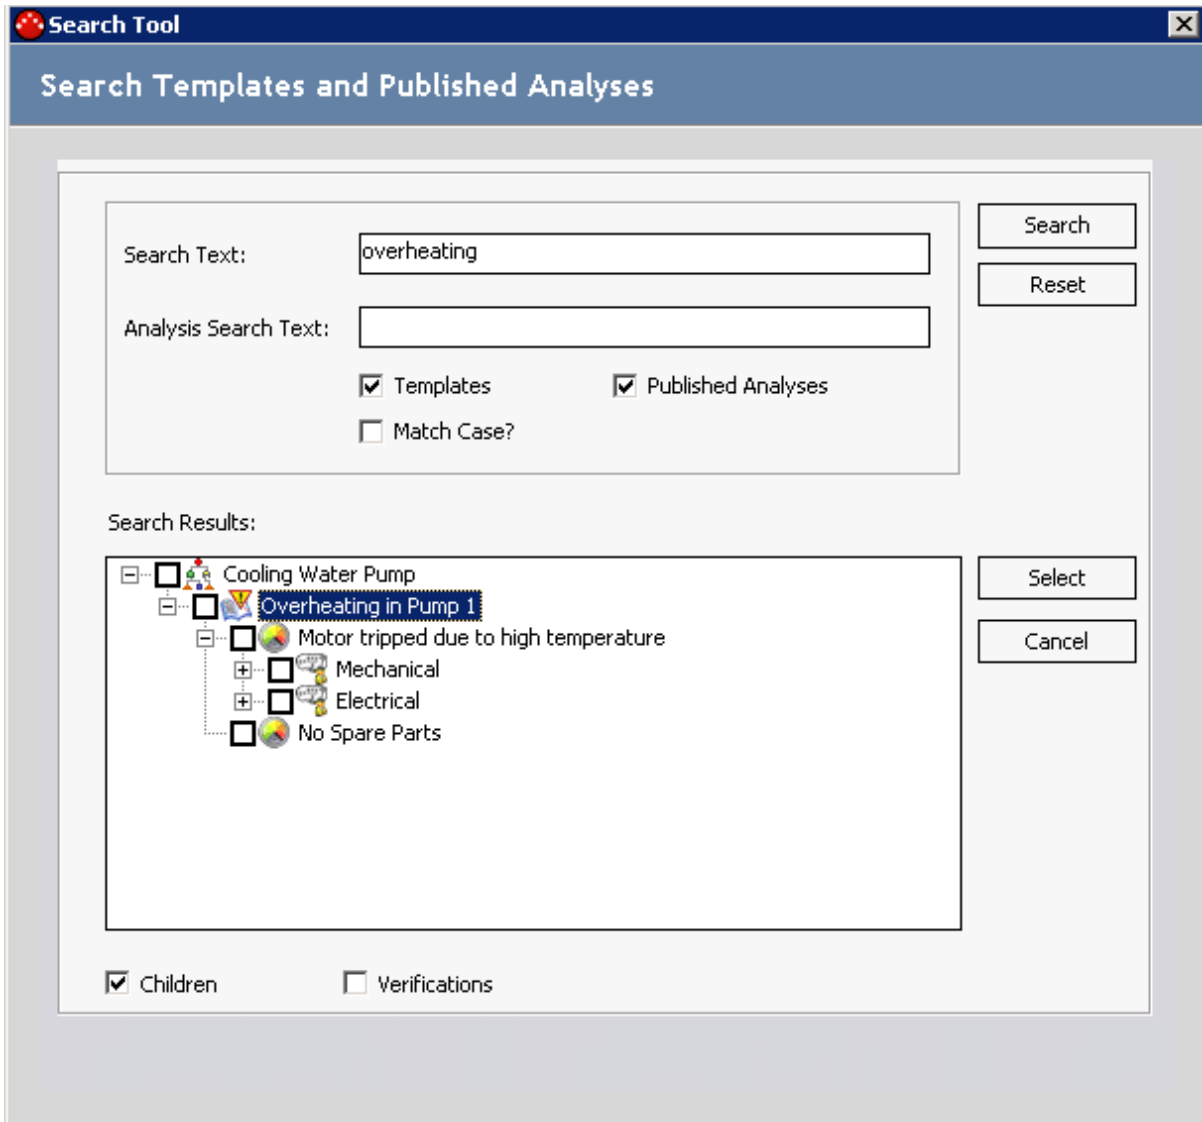 Search Tool
Search Templates and Published Analyses
Search Text: overheating
Search
Reset
Analysis Search Text:
Templates Published Analyses
Match Case?
Search Results:
Cooling Water Pump
Select
Overheating in Pump 1
Motor tripped due to high temperature
Cancel
Mechanical
Electrical
No Spare Parts
Children Verifications